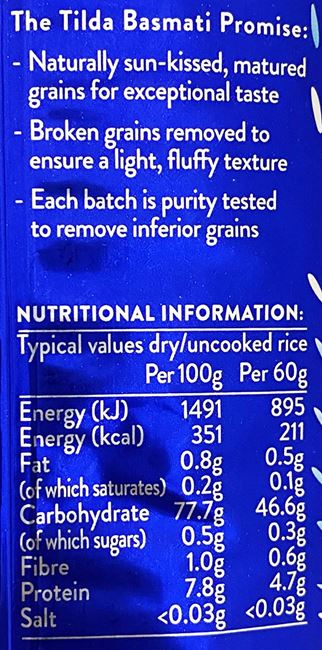 The Tilda Basmati Promise:
- Naturally sun-kissed, matured
grains for exceptional taste
- Broken grains removed to
ensure a light, fluffy texture
- Each batch is purity tested
to remove inferior grains
NUTRITIONAL INFORMATION:
Typical values dry/uncooked rice
Per 100g Per 60g
Energy (kJ) 1491 895
Energy (kcal) 351 211
Fat 0.8g 0.5g
(of which saturates) 0.2g 0.1g
Carbohydrate 77.7g 46.6g
(of which sugars) 0.5g 0.3g
Fibre 1.0g 0.6g
Protein 7.8g 4.7g
Salt <0.03g <0.03g